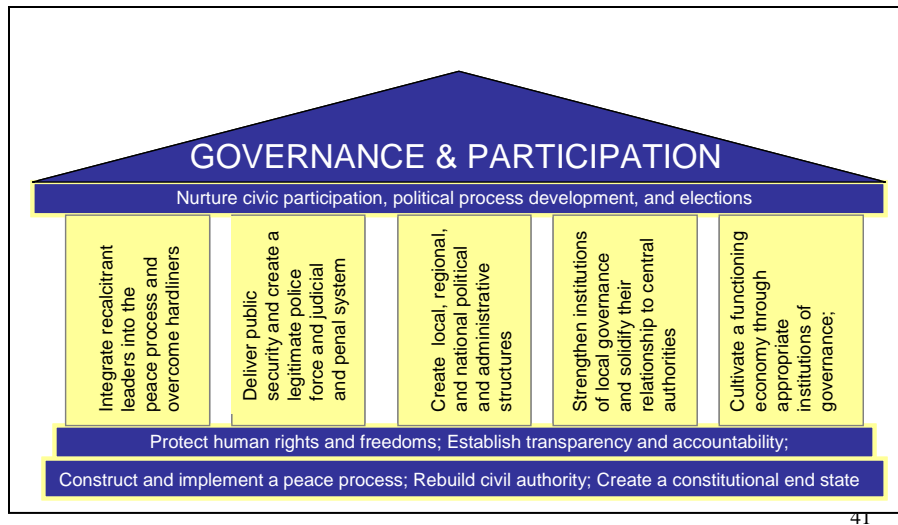 GOVERNANCE & PARTICIPATION
Nurture civic participation, political process development, and elections
Integrate recalcitrant
leaders into the
peace process and
overcome hardliners
Deliver public
security and create a
legitimate police
force and judicial
and penal system
Create local, regional,
and national political
and administrative
structures
Strengthen institutions
of local governance
and solidify their
relationship to central
authorities
Cultivate a functioning
economy through
appropriate
institutions of
governance;
Protect human rights and freedoms; Establish transparency and accountability;
Construct and implement a peace process; Rebuild civil authority; Create a constitutional end state
41